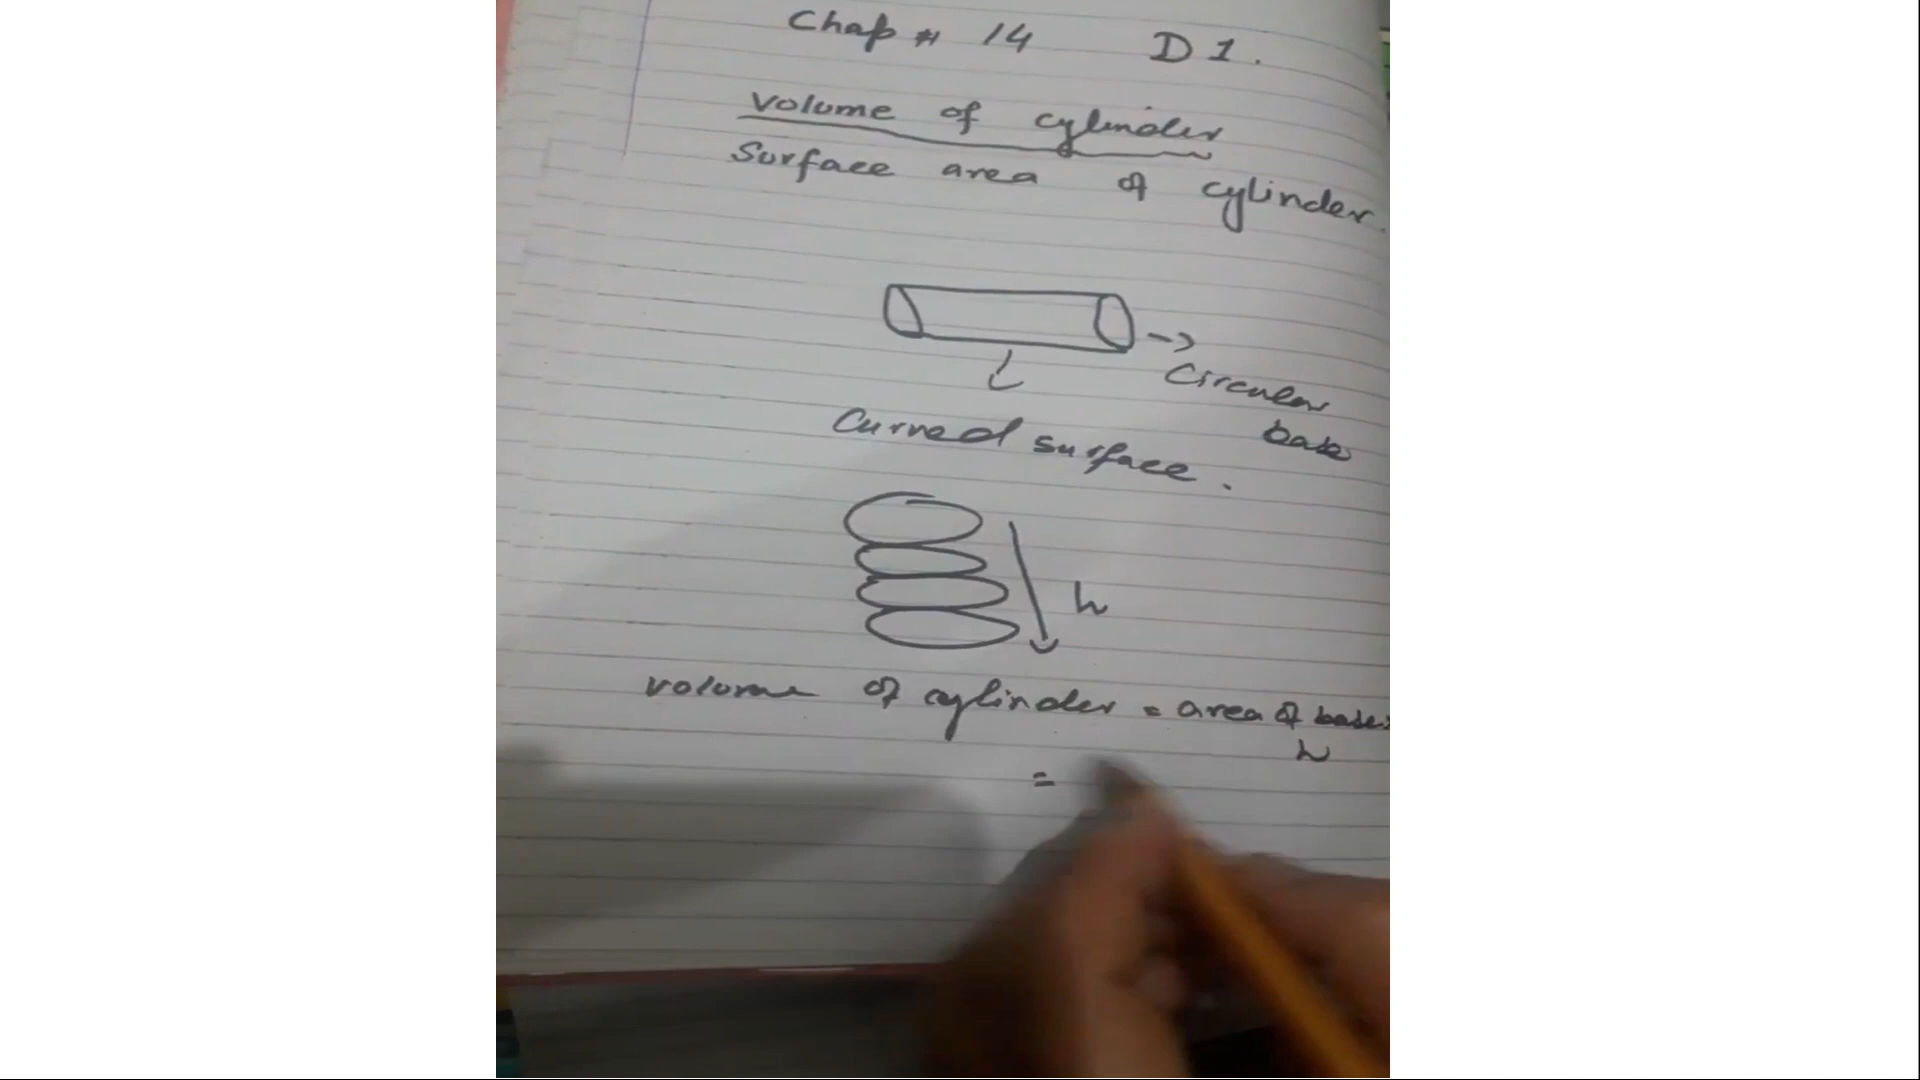 Chap # 14 D1.
Volume of cylinder
Surface area of cylinder.
Circular
base
Curved surface.
h
volume of cylinder = area of base x
h
=